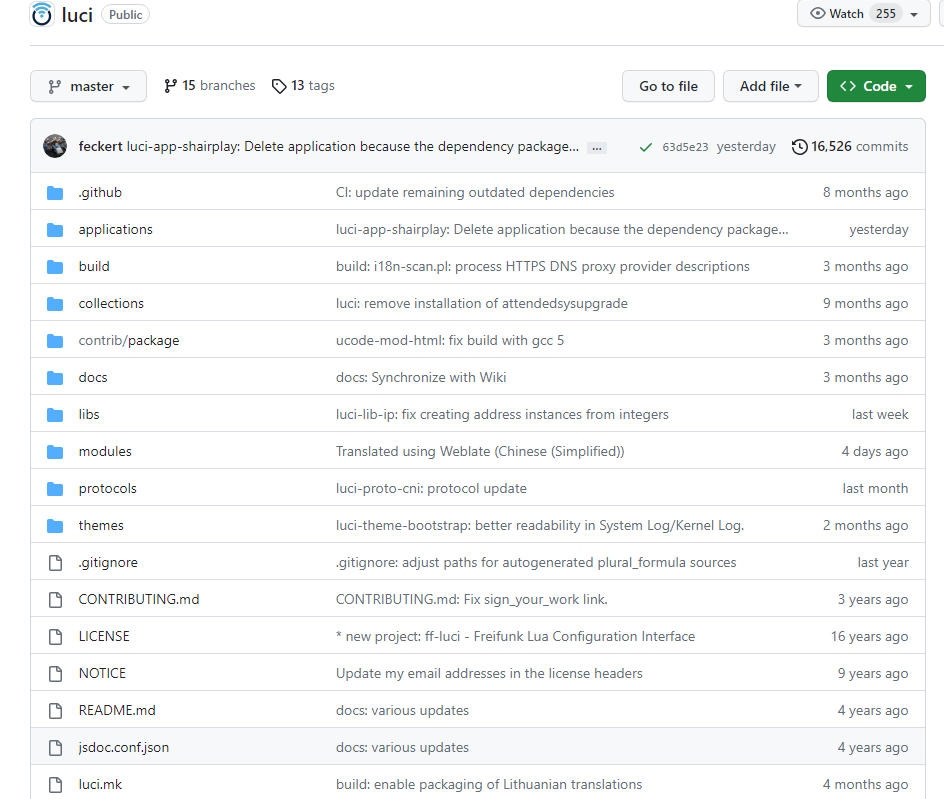 luci Public Watch 255
master 15 branches 13 tags Go to file Add file <> Code
feckert luci-app-shairplay: Delete application because the dependency package... ... 63d5e23 yesterday 16,526 commits
.github CI: update remaining outdated dependencies 8 months ago
applications luci-app-shairplay: Delete application because the dependency package... yesterday
build build: i18n-scan.pl: process HTTPS DNS proxy provider descriptions 3 months ago
collections luci: remove installation of attendedsysupgrade 9 months ago
contrib/package ucode-mod-html: fix build with gcc 5 3 months ago
docs docs: Synchronize with Wiki 3 months ago
libs luci-lib-ip: fix creating address instances from integers last week
modules Translated using Weblate (Chinese (Simplified)) 4 days ago
protocols luci-proto-cni: protocol update last month
themes luci-theme-bootstrap: better readability in System Log/Kernel Log. 2 months ago
.gitignore .gitignore: adjust paths for autogenerated plural_formula sources last year
CONTRIBUTING.md CONTRIBUTING.md: Fix sign_your_work link. 3 years ago
LICENSE * new project: ff-luci - Freifunk Lua Configuration Interface 16 years ago
NOTICE Update my email addresses in the license headers 9 years ago
README.md docs: various updates 4 years ago
jsdoc.conf.json docs: various updates 4 years ago
luci.mk build: enable packaging of Lithuanian translations 4 months ago